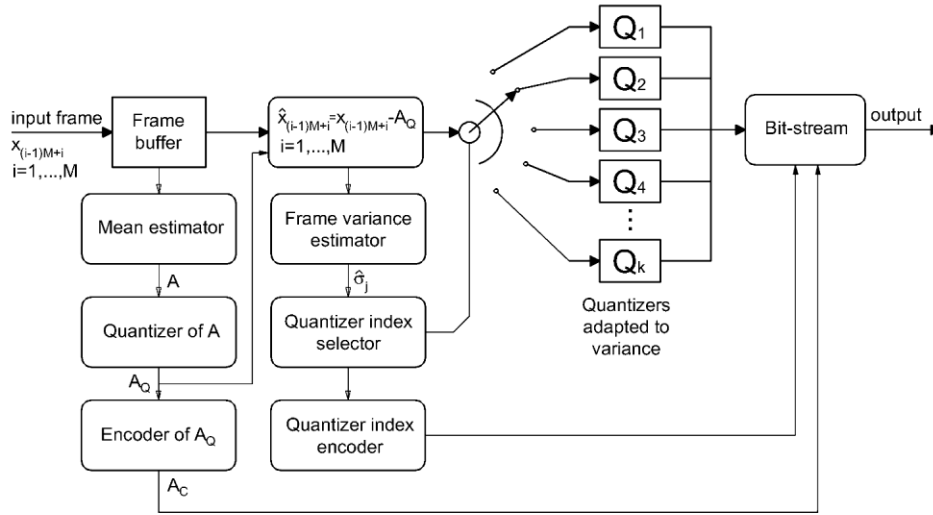 input frame
x(i-1)M+i
i=1,...,M
Frame
buffer
Mean estimator
A
Quantizer of A
AQ
Encoder of AQ
AC
x̂(i-1)M+i=x(i-1)M+i-AQ
i=1,...,M
Frame variance
estimator
σ̂j
Quantizer index
selector
Quantizer index
encoder
Q1
Q2
Q3
Q4
⋮
Qk
Quantizers
adapted to
variance
Bit-stream
output